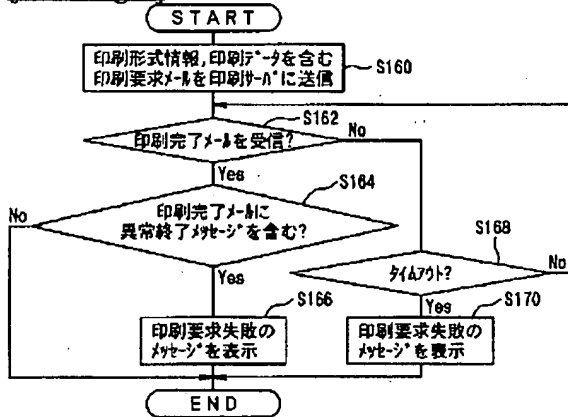 START
印刷形式情報,印刷データを含む
印刷要求メールを印刷サーバに送信
S160
S162
印刷完了メールを受信?
No
Yes
S164
No
印刷完了メールに
異常終了メッセージを含む?
S168
タイムアウト?
No
Yes
S166
Yes
S170
印刷要求失敗の
メッセージを表示
印刷要求失敗の
メッセージを表示
END